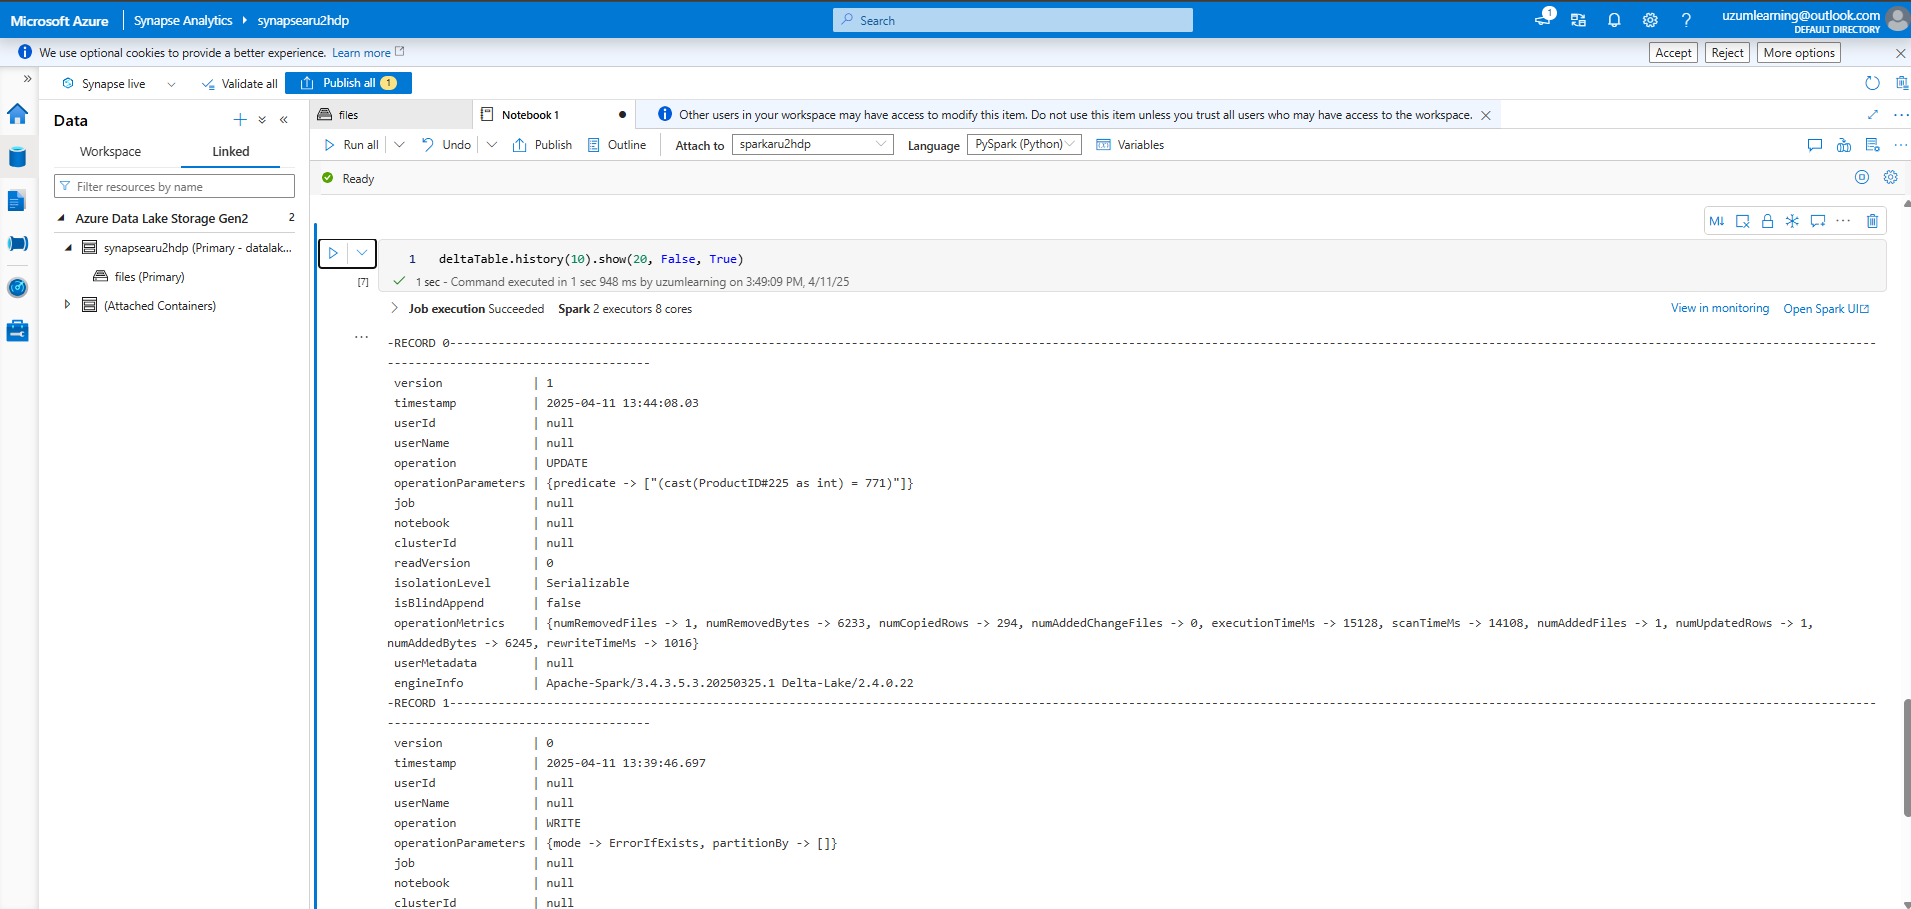 Microsoft Azure
Synapse Analytics
synapsearu2hdp
Search
1
uzumlearning@outlook.com
DEFAULT DIRECTORY
We use optional cookies to provide a better experience. Learn more
Accept
Reject
More options
Synapse live
Validate all
Publish all 1
Data
Workspace
Linked
Filter resources by name
Azure Data Lake Storage Gen2 2
synapsearu2hdp (Primary - datalak...
files (Primary)
(Attached Containers)
files
Notebook 1
Other users in your workspace may have access to modify this item. Do not use this item unless you trust all users who may have access to the workspace.
Run all
Undo
Publish
Outline
Attach to
sparkaru2hdp
Language
PySpark (Python)
Variables
Ready
M↓
1 deltaTable.history(10).show(20, False, True)
[7]
1 sec - Command executed in 1 sec 948 ms by uzumlearning on 3:49:09 PM, 4/11/25
Job execution Succeeded Spark 2 executors 8 cores
View in monitoring
Open Spark UI
-RECORD 0--------------------------------------------------------------------------------------------------------------------------------------------------------------------------------------------------------------
--------------------------------------
version | 1
timestamp | 2025-04-11 13:44:08.03
userId | null
userName | null
operation | UPDATE
operationParameters | {predicate -> ["(cast(ProductID#225 as int) = 771)"]}
job | null
notebook | null
clusterId | null
readVersion | 0
isolationLevel | Serializable
isBlindAppend | false
operationMetrics | {numRemovedFiles -> 1, numRemovedBytes -> 6233, numCopiedRows -> 294, numAddedChangeFiles -> 0, executionTimeMs -> 15128, scanTimeMs -> 14108, numAddedFiles -> 1, numUpdatedRows -> 1,
numAddedBytes -> 6245, rewriteTimeMs -> 1016}
userMetadata | null
engineInfo | Apache-Spark/3.4.3.5.3.20250325.1 Delta-Lake/2.4.0.22
-RECORD 1--------------------------------------------------------------------------------------------------------------------------------------------------------------------------------------------------------------
--------------------------------------
version | 0
timestamp | 2025-04-11 13:39:46.697
userId | null
userName | null
operation | WRITE
operationParameters | {mode -> ErrorIfExists, partitionBy -> []}
job | null
notebook | null
clusterId | null